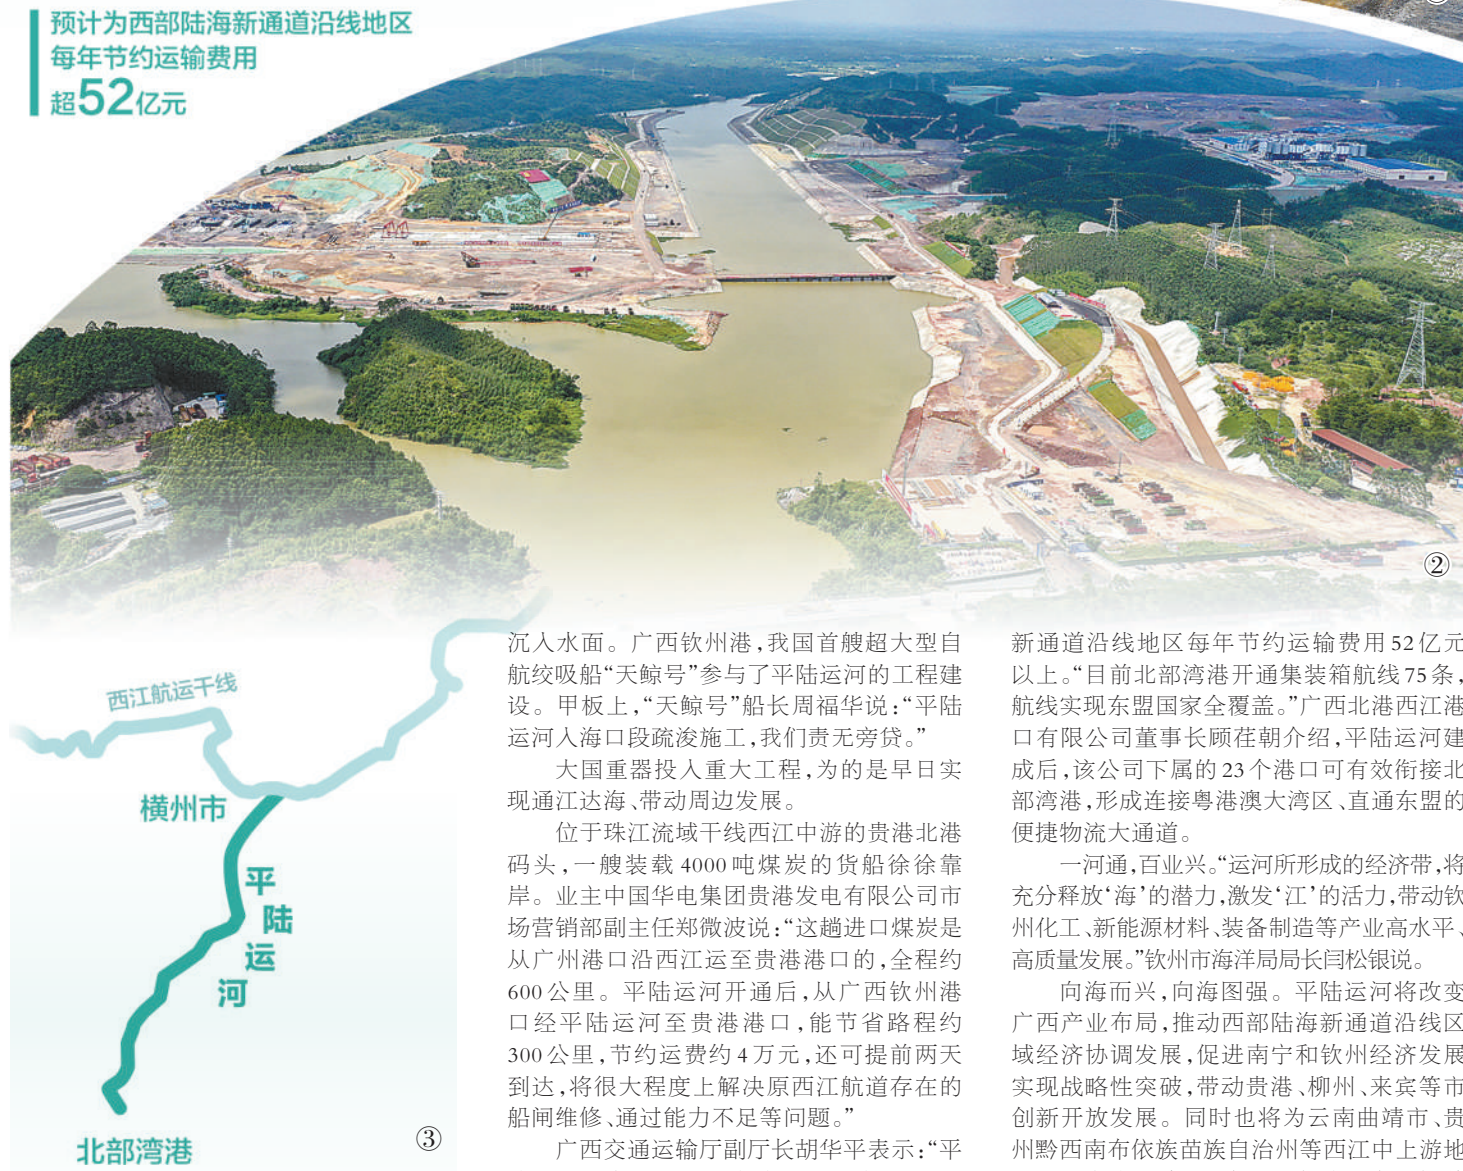 预计为西部陆海新通道沿线地区
每年节约运输费用
超52亿元
②
西江航运干线
横州市
平
陆
运
河
北部湾港
③
沉入水面。广西钦州港,我国首艘超大型自
航绞吸船“天鲸号”参与了平陆运河的工程建
设。甲板上,“天鲸号”船长周福华说:“平陆
运河入海口段疏浚施工,我们责无旁贷。”
大国重器投入重大工程,为的是早日实
现通江达海、带动周边发展。
位于珠江流域干线西江中游的贵港北港
码头,一艘装载4000吨煤炭的货船徐徐靠
岸。业主中国华电集团贵港发电有限公司市
场营销部副主任郑微波说:“这趟进口煤炭是
从广州港口沿西江运至贵港港口的,全程约
600公里。平陆运河开通后,从广西钦州港
口经平陆运河至贵港港口,能节省路程约
300公里,节约运费约4万元,还可提前两天
到达,将很大程度上解决原西江航道存在的
船闸维修、通过能力不足等问题。”
广西交通运输厅副厅长胡华平表示:“平
新通道沿线地区每年节约运输费用52亿元
以上。“目前北部湾港开通集装箱航线75条,
航线实现东盟国家全覆盖。”广西北港西江港
口有限公司董事长顾荏朝介绍,平陆运河建
成后,该公司下属的23个港口可有效衔接北
部湾港,形成连接粤港澳大湾区、直通东盟的
便捷物流大通道。
一河通,百业兴。“运河所形成的经济带,将
充分释放‘海’的潜力,激发‘江’的活力,带动钦
州化工、新能源材料、装备制造等产业高水平、
高质量发展。”钦州市海洋局局长闫松银说。
向海而兴,向海图强。平陆运河将改变
广西产业布局,推动西部陆海新通道沿线区
域经济协调发展,促进南宁和钦州经济发展
实现战略性突破,带动贵港、柳州、来宾等市
创新开放发展。同时也将为云南曲靖市、贵
州黔西南布依族苗族自治州等西江中上游地